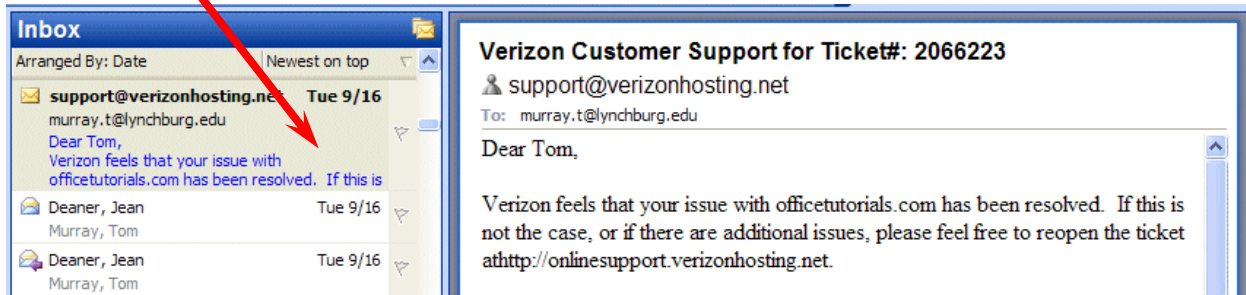 Inbox
Arranged By: Date Newest on top
support@verizonhosting.net Tue 9/16
murray.t@lynchburg.edu
Dear Tom,
Verizon feels that your issue with
officetutorials.com has been resolved. If this is
Deaner, Jean Tue 9/16
Murray, Tom
Deaner, Jean Tue 9/16
Murray, Tom
Verizon Customer Support for Ticket#: 2066223
support@verizonhosting.net
To: murray.t@lynchburg.edu
Dear Tom,
Verizon feels that your issue with officetutorials.com has been resolved. If this is
not the case, or if there are additional issues, please feel free to reopen the ticket
athttp://onlinesupport.verizonhosting.net.